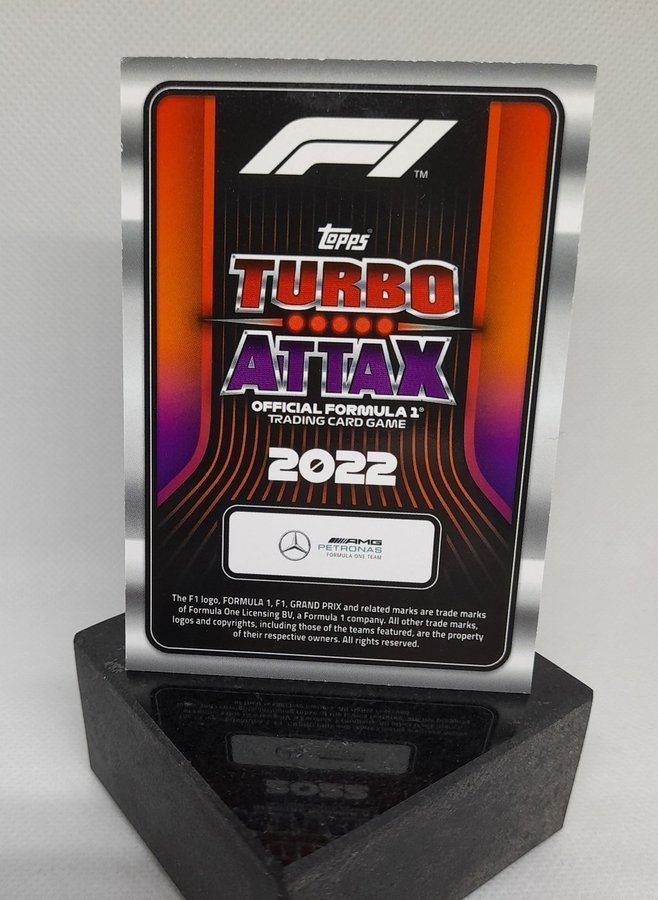 F1 ™
Topps®
TURBO
ATTAX
OFFICIAL FORMULA 1®
TRADING CARD GAME
2022
AMG
PETRONAS
FORMULA ONE TEAM
The F1 logo, FORMULA 1, F1, GRAND PRIX and related marks are trade marks
of Formula One Licensing BV, a Formula 1 company. All other trade marks,
logos and copyrights, including those of the teams featured, are the property
of their respective owners. All rights reserved.